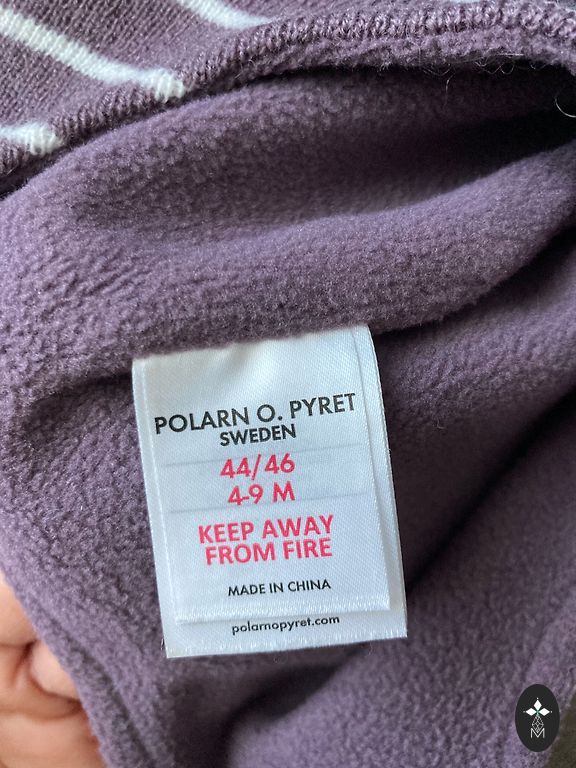 POLARN O. PYRET
SWEDEN
44/46
4-9 M
KEEP AWAY
FROM FIRE
MADE IN CHINA
polarnopyret.com
M